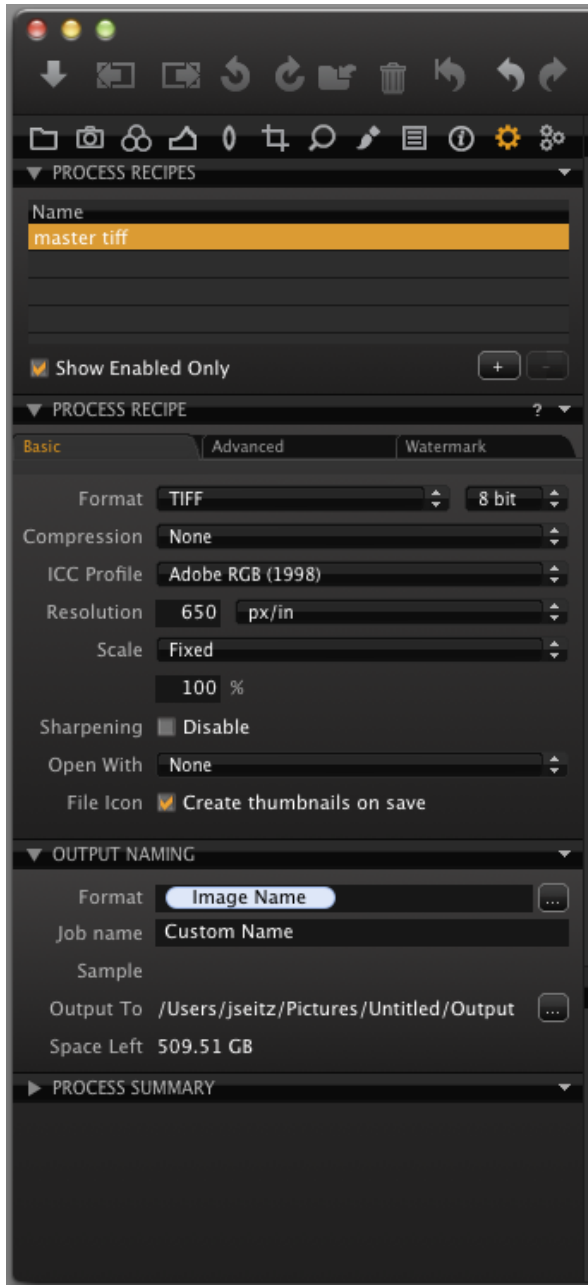 PROCESS RECIPES
Name
master tiff
Show Enabled Only
+ -
PROCESS RECIPE ?
Basic Advanced Watermark
Format TIFF 8 bit
Compression None
ICC Profile Adobe RGB (1998)
Resolution 650 px/in
Scale Fixed
100 %
Sharpening Disable
Open With None
File Icon Create thumbnails on save
OUTPUT NAMING
Format Image Name ...
Job name Custom Name
Sample
Output To /Users/jseitz/Pictures/Untitled/Output ...
Space Left 509.51 GB
PROCESS SUMMARY